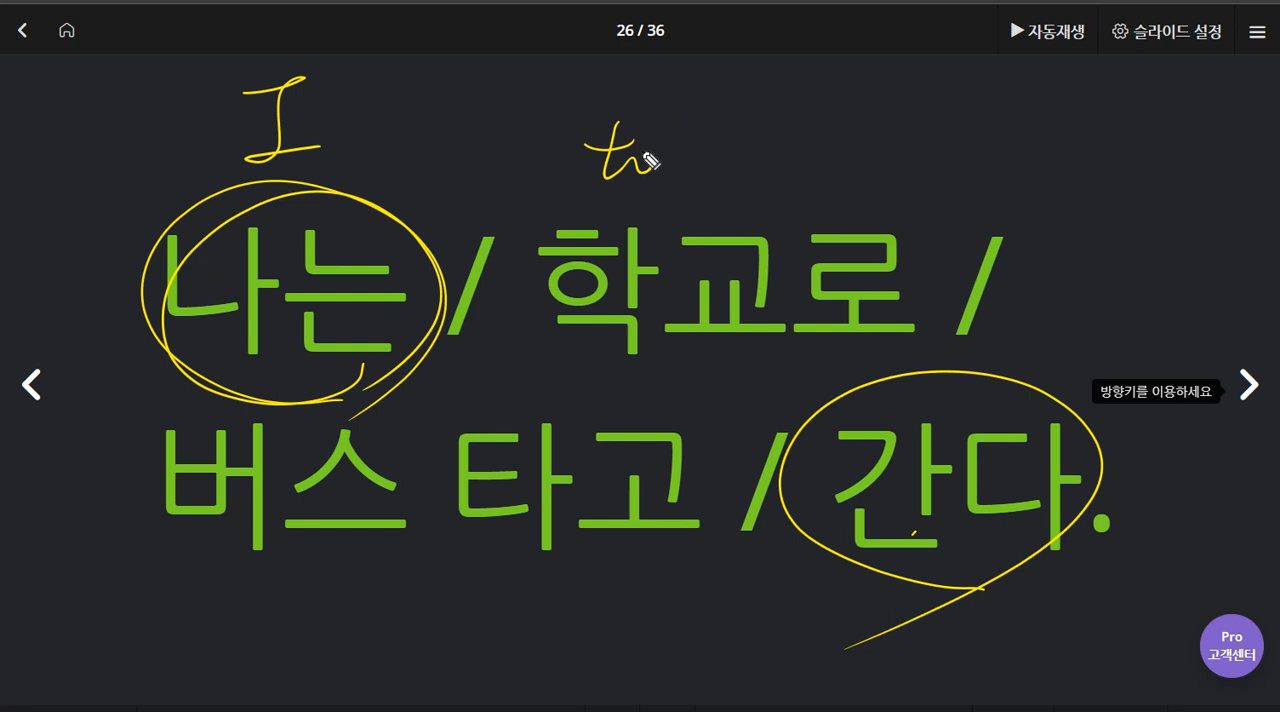 26 / 36
▶자동재생
슬라이드 설정
I
나는 / 학교로 /
버스 타고 / 간다.
방향키를 이용하세요
Pro
고객센터